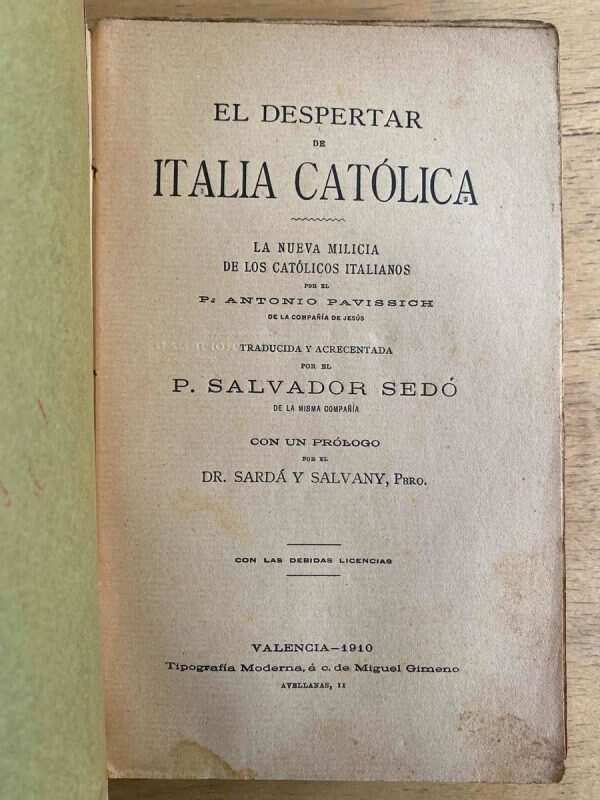 EL DESPERTAR
DE
ITALIA CATÓLICA
LA NUEVA MILICIA
DE LOS CATÓLICOS ITALIANOS
POR EL
P. ANTONIO PAVISSICH
DE LA COMPAÑÍA DE JESÚS
TRADUCIDA Y ACRECENTADA
POR EL
P. SALVADOR SEDÓ
DE LA MISMA COMPAÑÍA
CON UN PRÓLOGO
POR EL
DR. SARDÁ Y SALVANY, PBRO.
CON LAS DEBIDAS LICENCIAS
VALENCIA—1910
Tipografía Moderna, á c. de Miguel Gimeno
AVELLANAS, 11